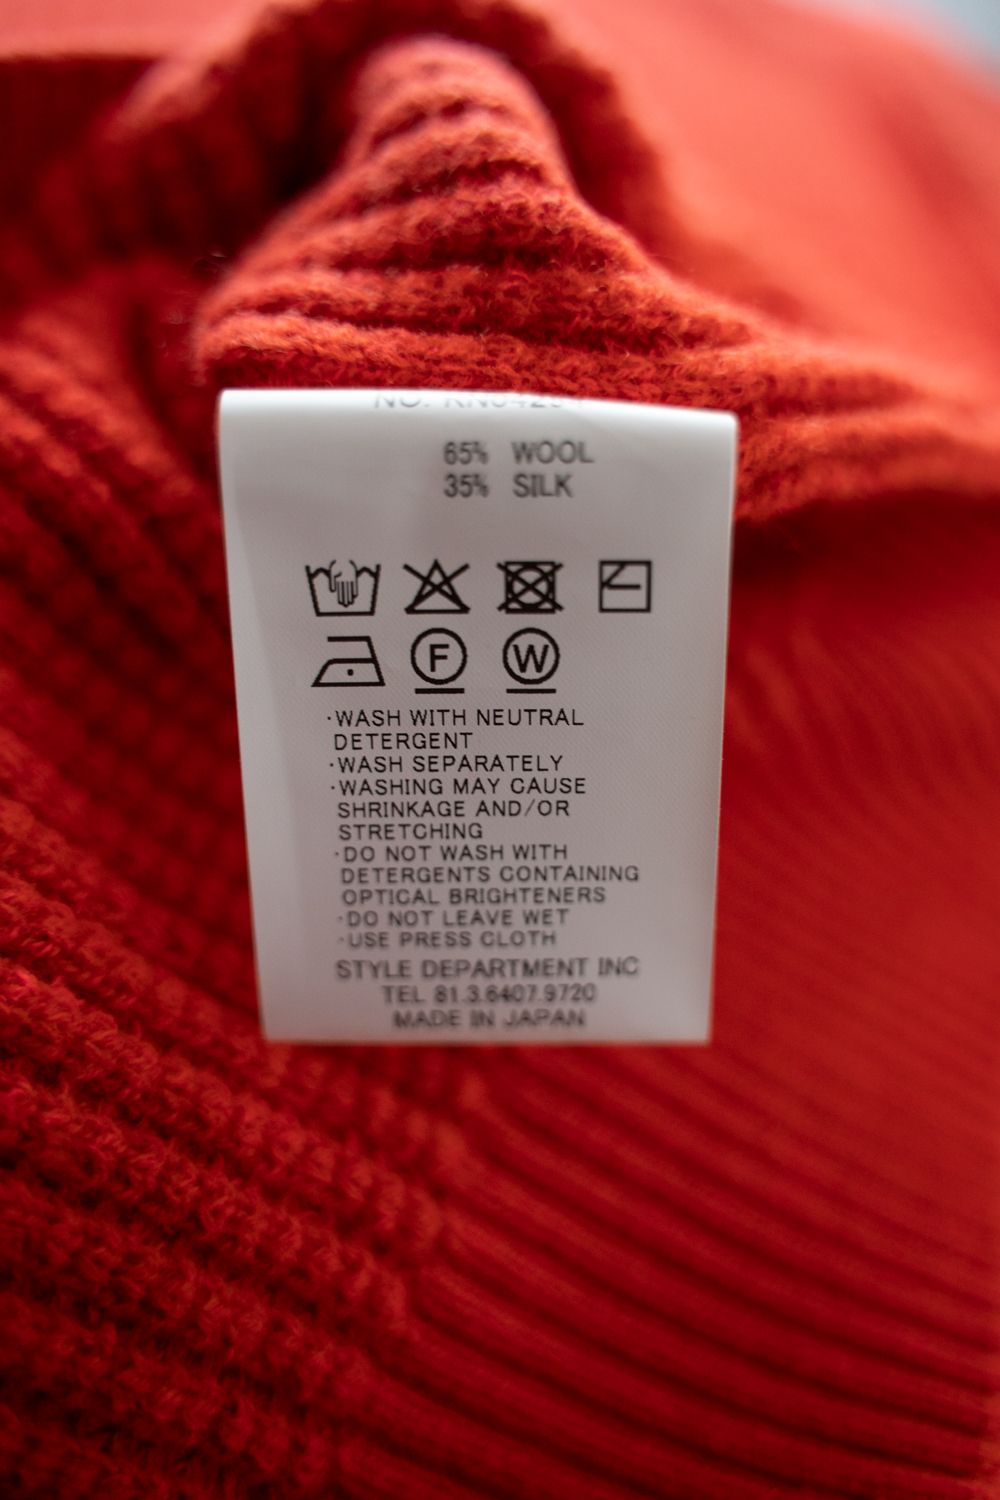 65% WOOL
35% SILK
F W
·WASH WITH NEUTRAL
DETERGENT
·WASH SEPARATELY
·WASHING MAY CAUSE
SHRINKAGE AND/OR
STRETCHING
·DO NOT WASH WITH
DETERGENTS CONTAINING
OPTICAL BRIGHTENERS
·DO NOT LEAVE WET
·USE PRESS CLOTH
STYLE DEPARTMENT INC
TEL 81.3.6407.9720
MADE IN JAPAN